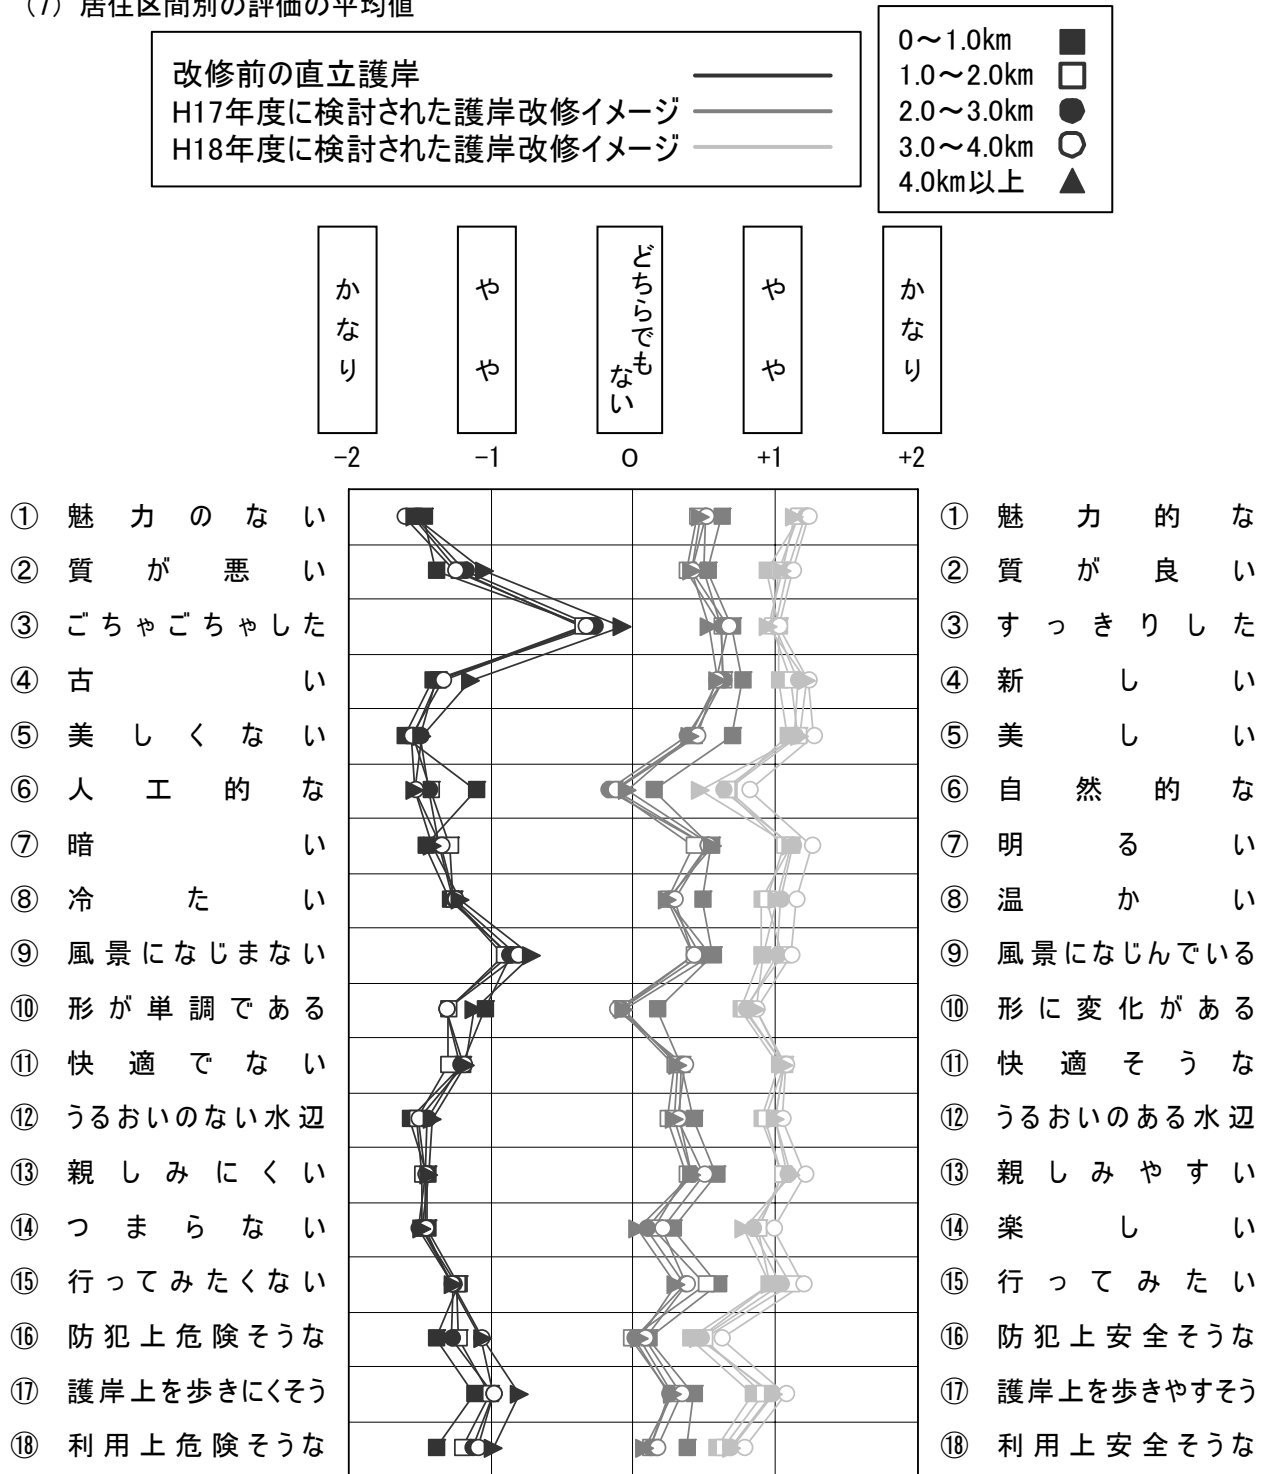 (7) 居住区間別の評価の平均値
改修前の直立護岸
H17年度に検討された護岸改修イメージ
H18年度に検討された護岸改修イメージ
0～1.0km
1.0～2.0km
2.0～3.0km
3.0～4.0km
4.0km以上
かなり
やや
どちらでもない
やや
かなり
-2 -1 0 +1 +2
① 魅力のない ① 魅力的な
② 質が悪い ② 質が良い
③ ごちゃごちゃした ③ すっきりした
④ 古い ④ 新しい
⑤ 美しくない ⑤ 美しい
⑥ 人工的な ⑥ 自然的な
⑦ 暗い ⑦ 明るい
⑧ 冷たい ⑧ 温かい
⑨ 風景になじまない ⑨ 風景になじんでいる
⑩ 形が単調である ⑩ 形に変化がある
⑪ 快適でない ⑪ 快適そうな
⑫ うるおいのない水辺 ⑫ うるおいのある水辺
⑬ 親しみにくい ⑬ 親しみやすい
⑭ つまらない ⑭ 楽しい
⑮ 行ってみたくない ⑮ 行ってみたい
⑯ 防犯上危険そうな ⑯ 防犯上安全そうな
⑰ 護岸上を歩きにくそう ⑰ 護岸上を歩きやすそう
⑱ 利用上危険そうな ⑱ 利用上安全そうな